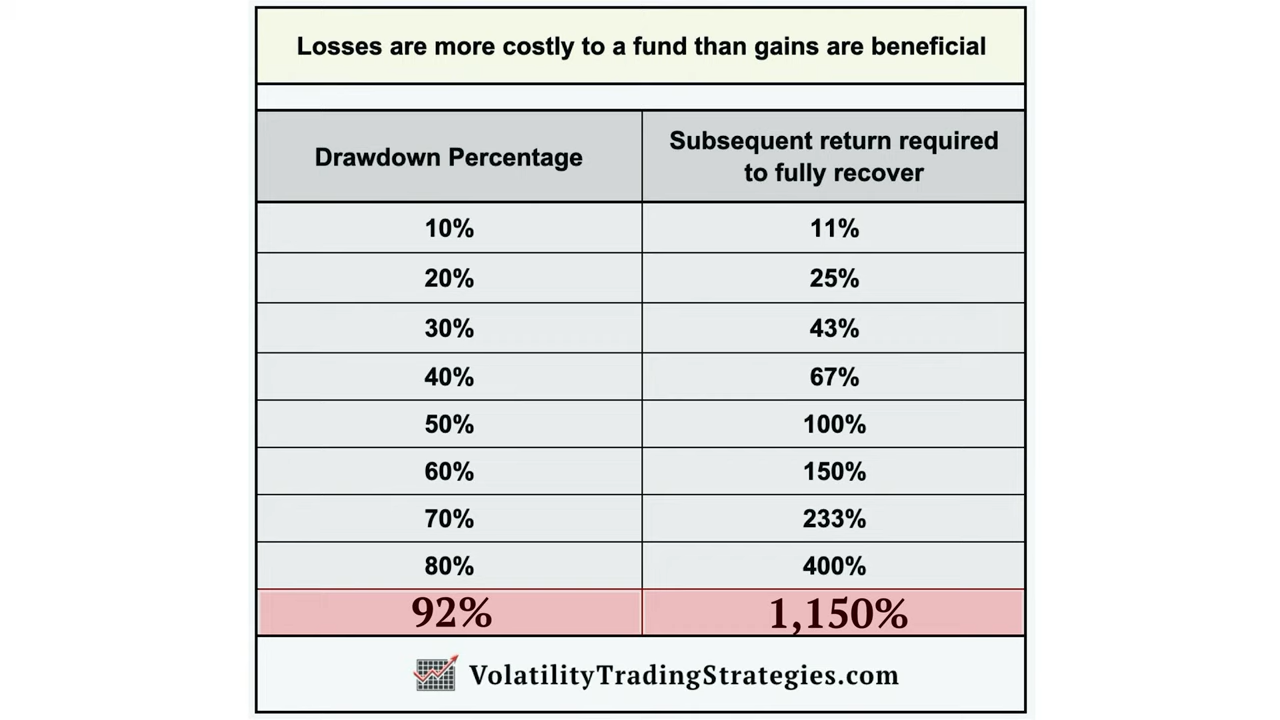 Losses are more costly to a fund than gains are beneficial
Drawdown Percentage
Subsequent return required
to fully recover
10% 11%
20% 25%
30% 43%
40% 67%
50% 100%
60% 150%
70% 233%
80% 400%
92% 1,150%
VolatilityTradingStrategies.com